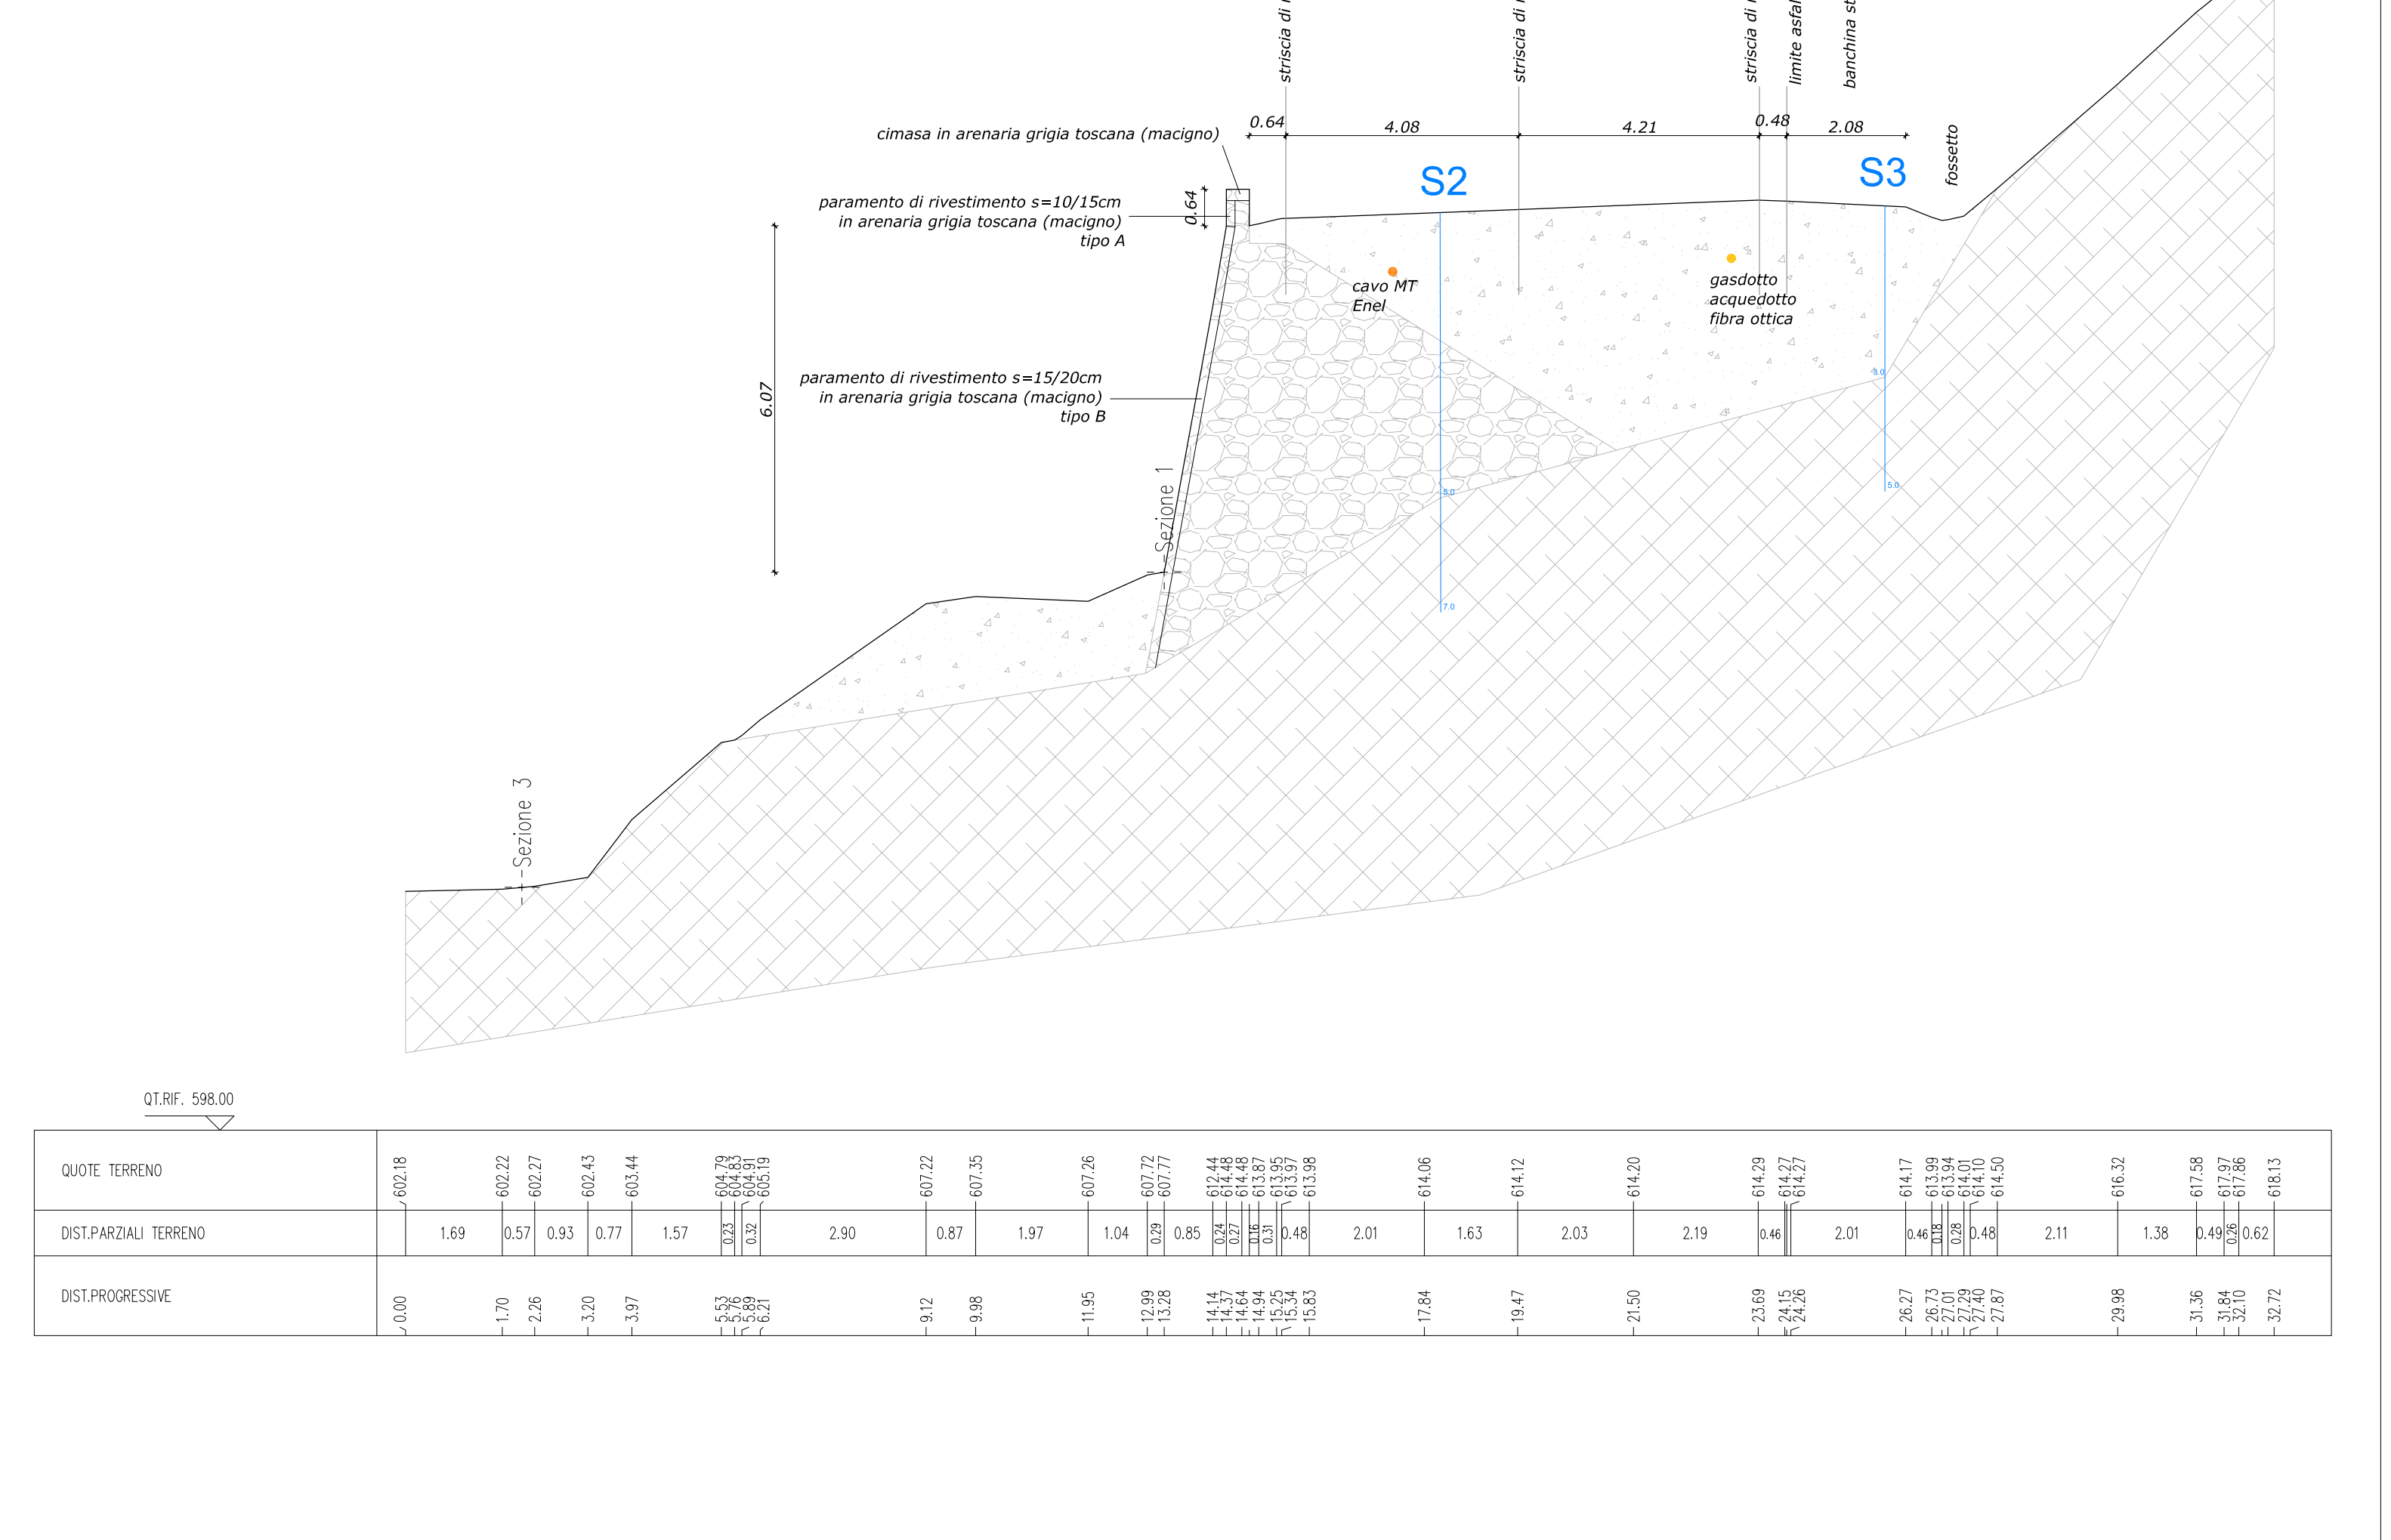 striscia di
striscia di
striscia di
limite asfal
banchina st
fossetto
0.64
4.08
4.21
0.48
2.08
cimasa in arenaria grigia toscana (macigno)
S2
S3
paramento di rivestimento s=10/15cm
in arenaria grigia toscana (macigno)
tipo A
0.64
cavo MT
Enel
gasdotto
acquedotto
fibra ottica
6.07
paramento di rivestimento s=15/20cm
in arenaria grigia toscana (macigno)
tipo B
3.0
5.0
5.0
7.0
Sezione 1
Sezione 3
QT.RIF. 598.00
QUOTE TERRENO 602.18 602.22 602.27 602.43 603.44 604.79 604.83 604.91 605.19 607.22 607.35 607.26 607.72 607.77 612.44 614.48 614.48 613.87 613.95 613.97 613.98 614.06 614.12 614.20 614.29 614.27 614.27 614.17 613.99 613.94 614.01 614.10 614.50 616.32 617.58 617.97 617.86 618.13
DIST.PARZIALI TERRENO 1.69 0.57 0.93 0.77 1.57 0.23 0.32 2.90 0.87 1.97 1.04 0.29 0.85 0.24 0.27 0.16 0.31 0.48 2.01 1.63 2.03 2.19 0.46 2.01 0.46 0.18 0.28 0.48 2.11 1.38 0.49 0.26 0.62
DIST.PROGRESSIVE 0.00 1.70 2.26 3.20 3.97 5.53 5.76 5.89 6.21 9.12 9.98 11.95 12.99 13.28 14.14 14.37 14.64 14.94 15.25 15.34 15.83 17.84 19.47 21.50 23.69 24.15 24.26 26.27 26.73 27.01 27.29 27.40 27.87 29.98 31.36 31.84 32.10 32.72